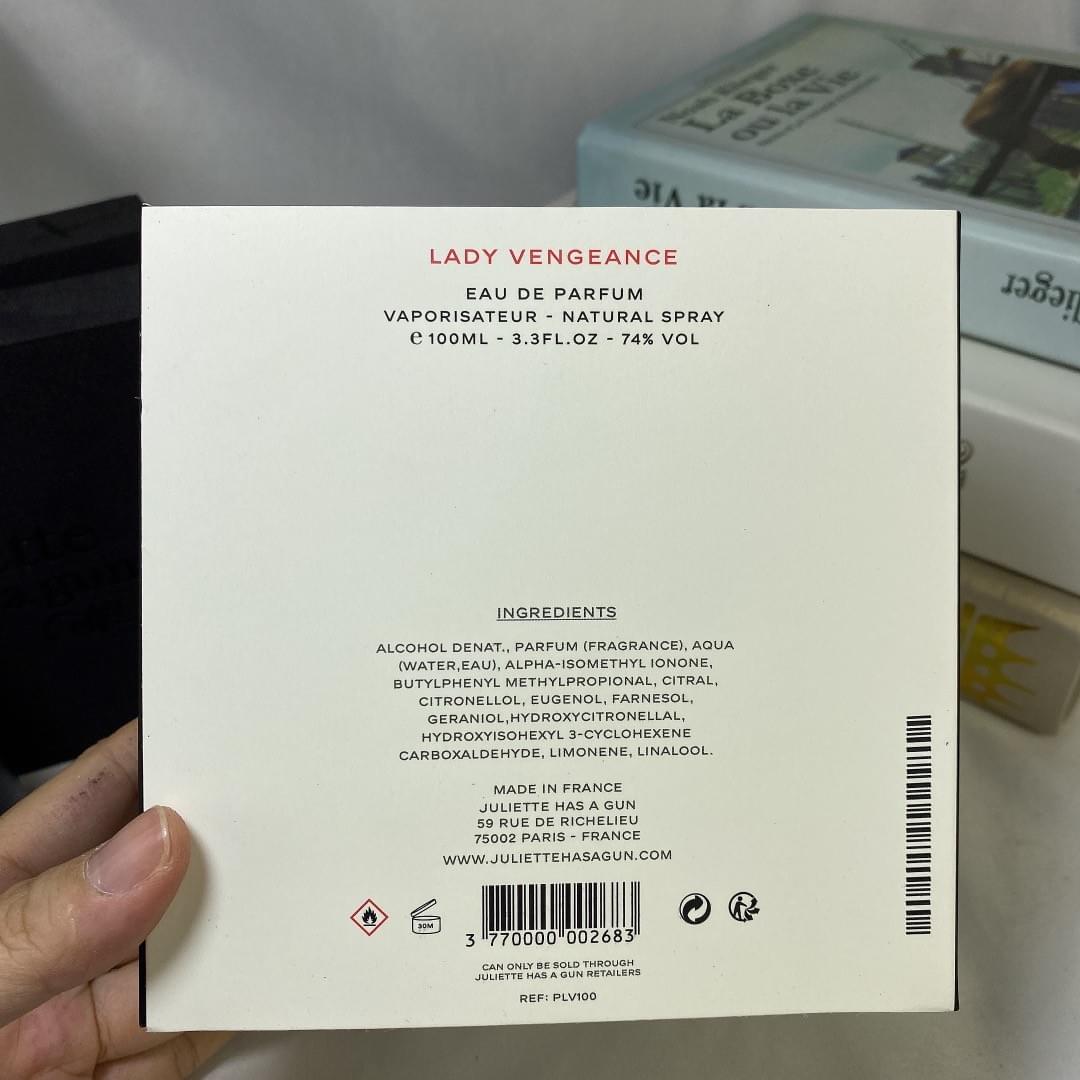 La Boxe
ou la Vie
la Vie
LADY VENGEANCE
EAU DE PARFUM
VAPORISATEUR - NATURAL SPRAY
℮ 100ML - 3.3FL.OZ - 74% VOL
INGREDIENTS
ALCOHOL DENAT., PARFUM (FRAGRANCE), AQUA
(WATER,EAU), ALPHA-ISOMETHYL IONONE,
BUTYLPHENYL METHYLPROPIONAL, CITRAL,
CITRONELLOL, EUGENOL, FARNESOL,
GERANIOL,HYDROXYCITRONELLAL,
HYDROXYISOHEXYL 3-CYCLOHEXENE
CARBOXALDEHYDE, LIMONENE, LINALOOL.
MADE IN FRANCE
JULIETTE HAS A GUN
59 RUE DE RICHELIEU
75002 PARIS - FRANCE
WWW.JULIETTEHASAGUN.COM
30M
3 770000 002683
CAN ONLY BE SOLD THROUGH
JULIETTE HAS A GUN RETAILERS
REF: PLV100